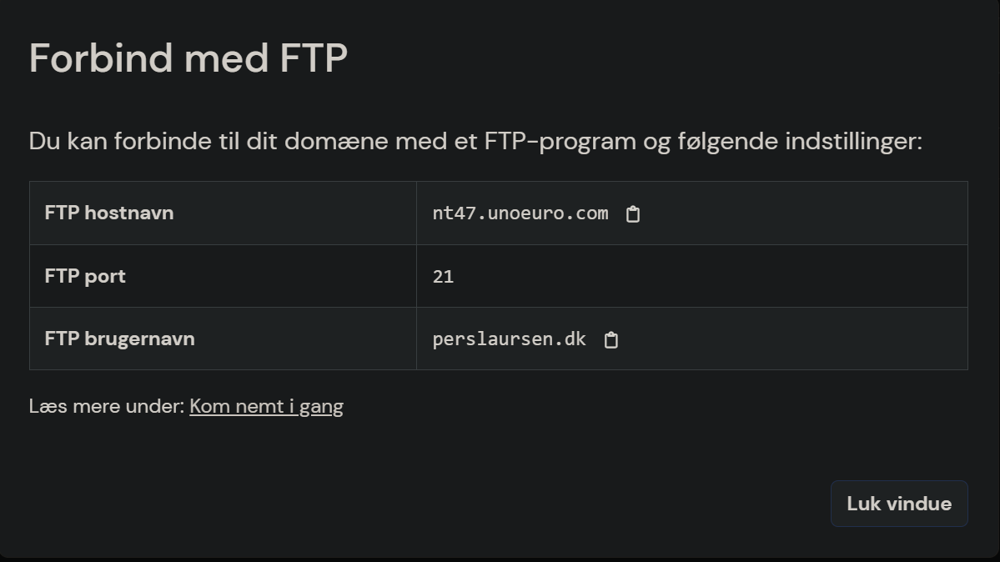 Forbind med FTP
Du kan forbinde til dit domæne med et FTP-program og følgende indstillinger:
FTP hostnavn nt47.unoeuro.com
FTP port 21
FTP brugernavn perslaursen.dk
Læs mere under: Kom nemt i gang
Luk vindue